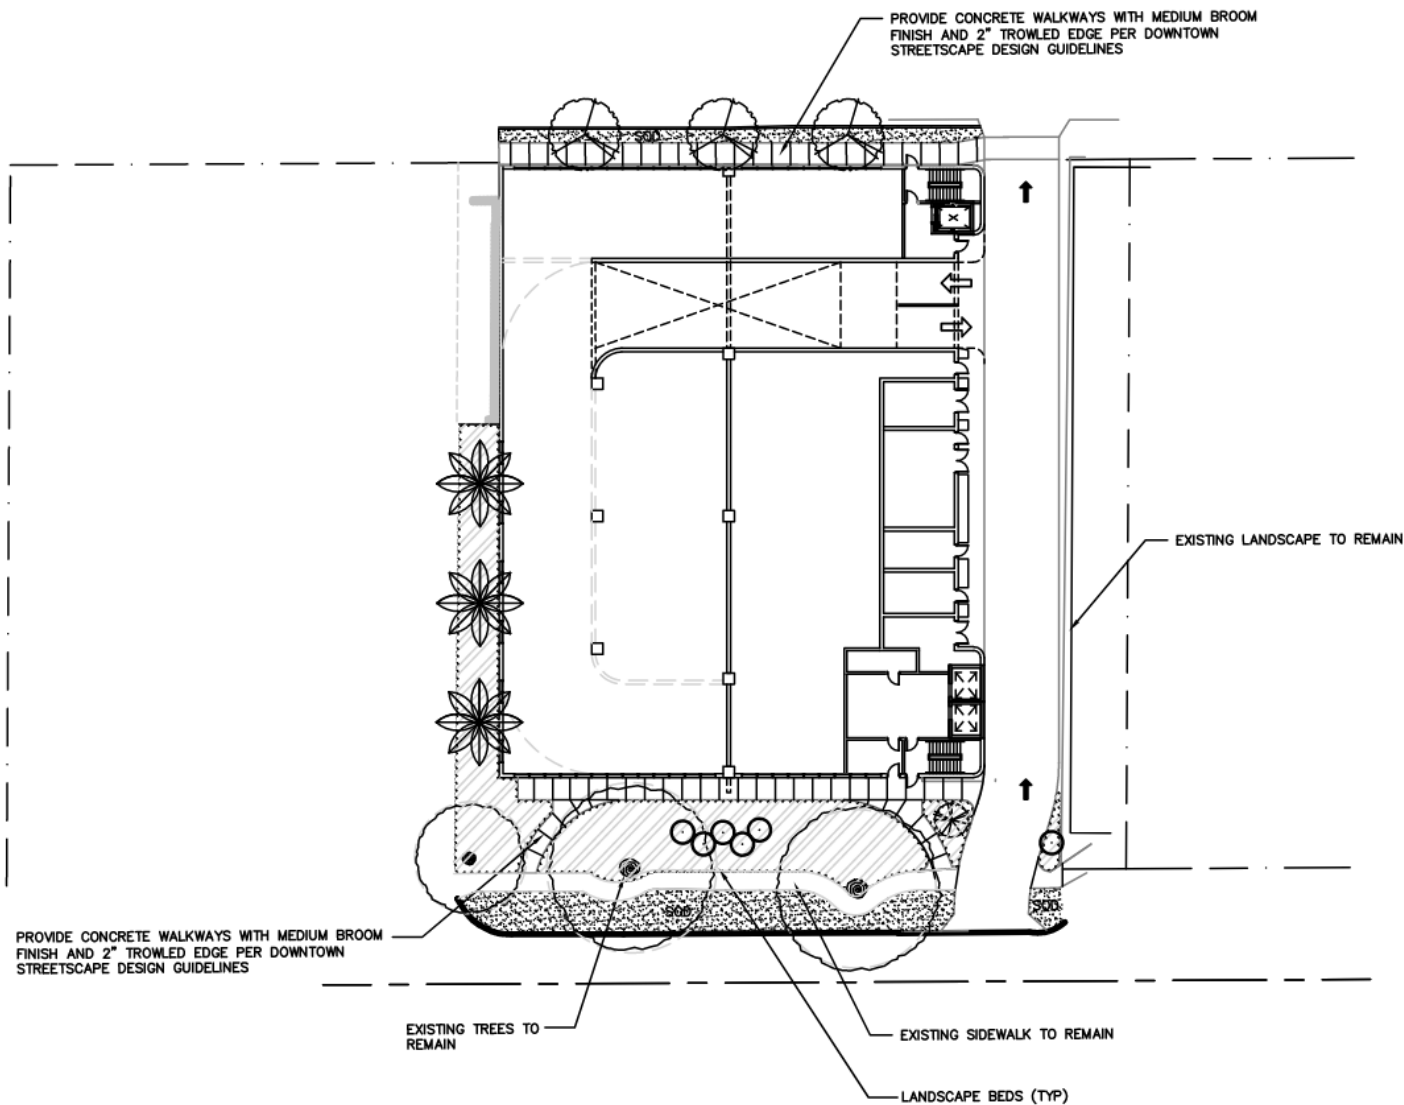 PROVIDE CONCRETE WALKWAYS WITH MEDIUM BROOM
FINISH AND 2" TROWLED EDGE PER DOWNTOWN
STREETSCAPE DESIGN GUIDELINES
SOD
EXISTING LANDSCAPE TO REMAIN
SOD
SOD
PROVIDE CONCRETE WALKWAYS WITH MEDIUM BROOM
FINISH AND 2" TROWLED EDGE PER DOWNTOWN
STREETSCAPE DESIGN GUIDELINES
EXISTING TREES TO
REMAIN
EXISTING SIDEWALK TO REMAIN
LANDSCAPE BEDS (TYP)